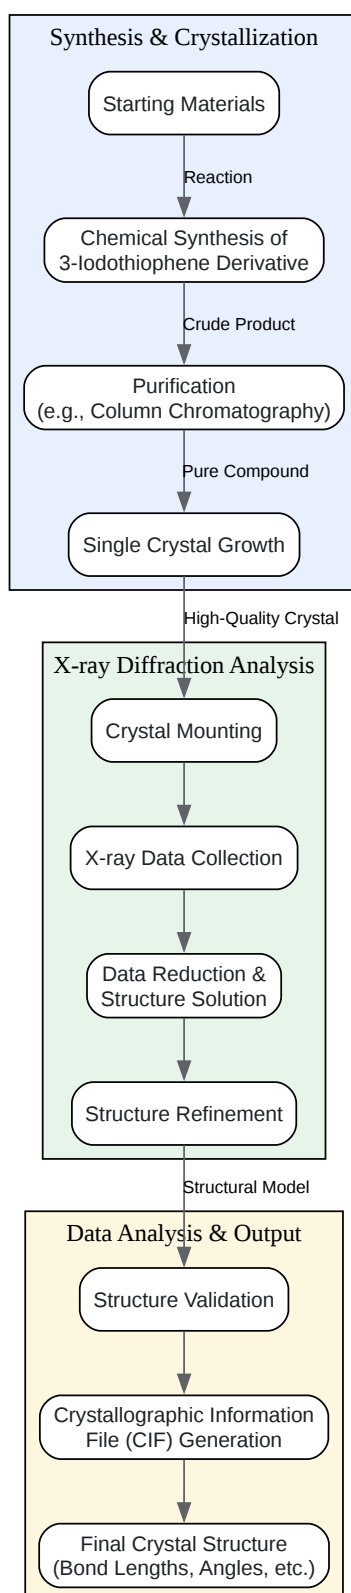 Synthesis & Crystallization
Starting Materials
Reaction
Chemical Synthesis of
3-Iodothiophene Derivative
Crude Product
Purification
(e.g., Column Chromatography)
Pure Compound
Single Crystal Growth
High-Quality Crystal
X-ray Diffraction Analysis
Crystal Mounting
X-ray Data Collection
Data Reduction &
Structure Solution
Structure Refinement
Structural Model
Data Analysis & Output
Structure Validation
Crystallographic Information
File (CIF) Generation
Final Crystal Structure
(Bond Lengths, Angles, etc.)